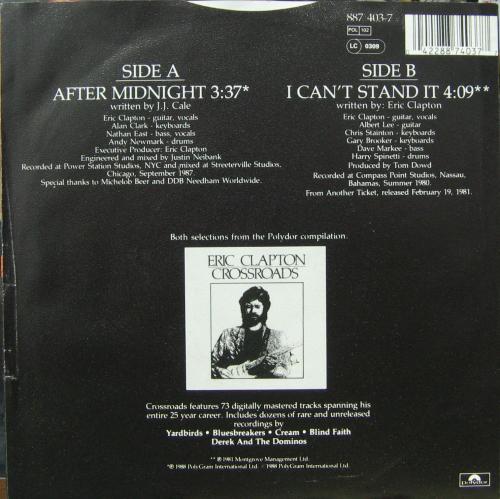 887 403-7
POL 102
LC 0309
0 42288 74037
SIDE A
AFTER MIDNIGHT 3:37*
written by J.J. Cale
Eric Clapton - guitar, vocals
Alan Clark - keyboards
Nathan East - bass, vocals
Andy Newmark - drums
Executive Producer: Eric Clapton
Engineered and mixed by Justin Neibank
Recorded at Power Station Studios, NYC and mixed at Streeterville Studios,
Chicago, September 1987.
Special thanks to Michelob Beer and DDB Needham Worldwide.
SIDE B
I CAN'T STAND IT 4:09**
written by: Eric Clapton
Eric Clapton - guitar, vocals
Albert Lee - guitar
Chris Stainton - keyboards
Gary Brooker - keyboards
Dave Markee - bass
Harry Spinetti - drums
Produced by Tom Dowd
Recorded at Compass Point Studios, Nassau,
Bahamas, Summer 1980.
From Another Ticket, released February 19, 1981.
Both selections from the Polydor compilation.
ERIC CLAPTON
CROSSROADS
Crossroads features 73 digitally mastered tracks spanning his
entire 25 year career. Includes dozens of rare and unreleased
recordings by
Yardbirds • Bluesbreakers • Cream • Blind Faith
Derek And The Dominos
** ℗ 1981 Montgrove Management Ltd.
*℗ 1988 PolyGram International Ltd. © 1988 PolyGram International Ltd.
polydor